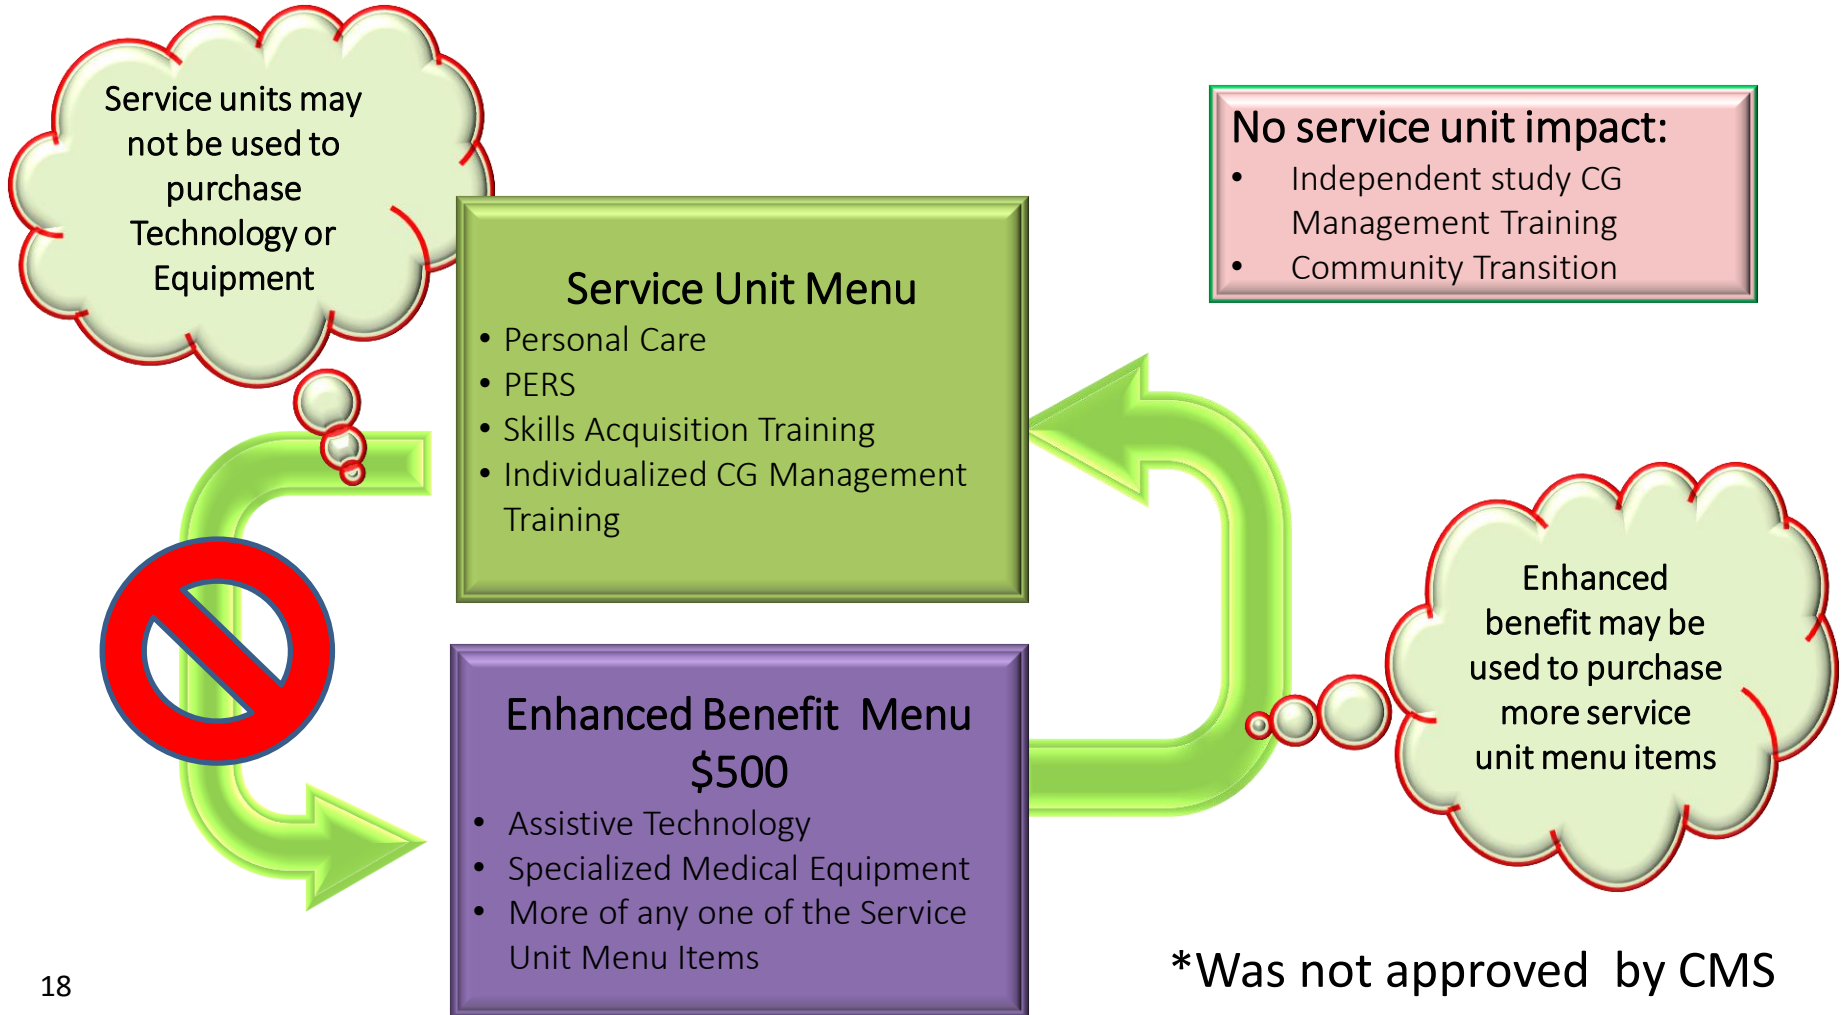 Service units may
not be used to
purchase
Technology or
Equipment
No service unit impact:
• Independent study CG
Management Training
• Community Transition
Service Unit Menu
• Personal Care
• PERS
• Skills Acquisition Training
• Individualized CG Management
Training
Enhanced
benefit may be
used to purchase
more service
unit menu items
Enhanced Benefit Menu
$500
• Assistive Technology
• Specialized Medical Equipment
• More of any one of the Service
Unit Menu Items
*Was not approved by CMS
18